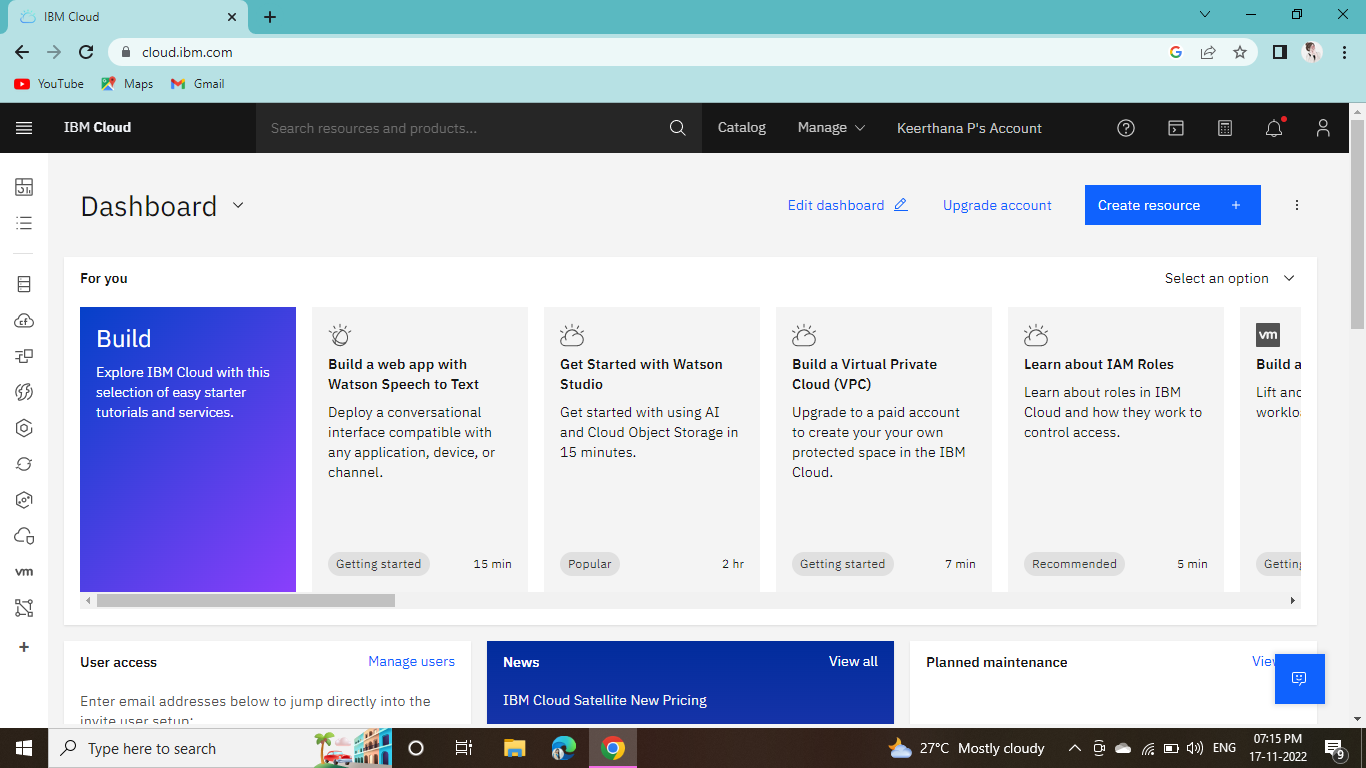 IBM Cloud
cloud.ibm.com
YouTube Maps Gmail
IBM Cloud Search resources and products... Catalog Manage Keerthana P's Account
Dashboard Edit dashboard Upgrade account Create resource +
For you Select an option
Build
Explore IBM Cloud with this
selection of easy starter
tutorials and services.
Build a web app with
Watson Speech to Text
Deploy a conversational
interface compatible with
any application, device, or
channel.
Getting started 15 min
Get Started with Watson
Studio
Get started with using AI
and Cloud Object Storage in
15 minutes.
Popular 2 hr
Build a Virtual Private
Cloud (VPC)
Upgrade to a paid account
to create your your own
protected space in the IBM
Cloud.
Getting started 7 min
Learn about IAM Roles
Learn about roles in IBM
Cloud and how they work to
control access.
Recommended 5 min
vm
Build a
Lift and
worklo
Getting
cf
vm
User access Manage users
Enter email addresses below to jump directly into the
invite user setup:
News View all
IBM Cloud Satellite New Pricing
Planned maintenance View
Type here to search 27°C Mostly cloudy ENG 07:15 PM
17-11-2022
9